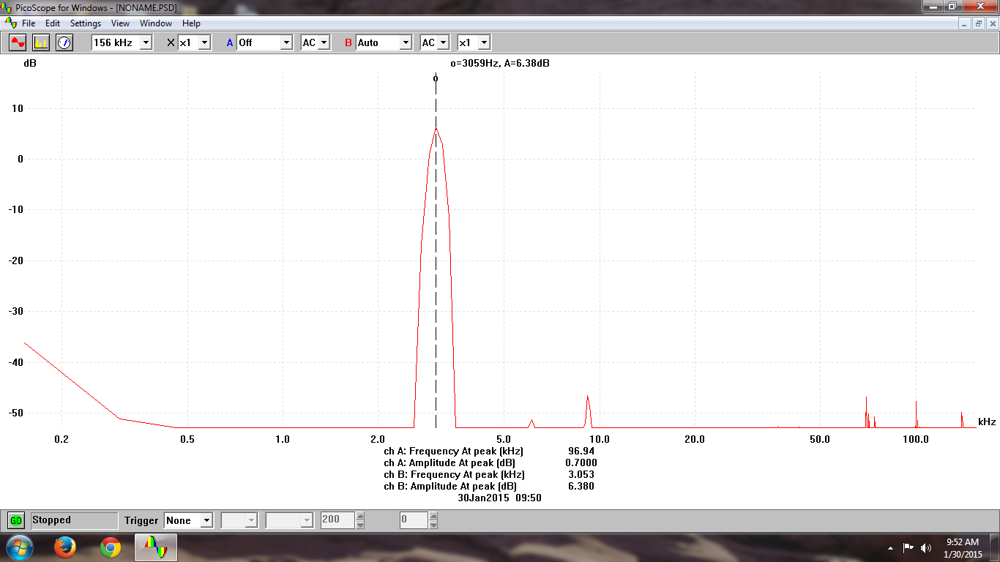 PicoScope for Windows - [NONAME.PSD]
File Edit Settings View Window Help
156 kHz X x1 A Off AC B Auto AC x1
dB o=3059Hz, A=6.38dB
o
10
0
-10
-20
-30
-40
-50
kHz
0.2 0.5 1.0 2.0 5.0 10.0 20.0 50.0 100.0
ch A: Frequency At peak (kHz) 96.94
ch A: Amplitude At peak (dB) 0.7000
ch B: Frequency At peak (kHz) 3.053
ch B: Amplitude At peak (dB) 6.380
30Jan2015 09:50
GO Stopped Trigger None 200 0
9:52 AM
1/30/2015